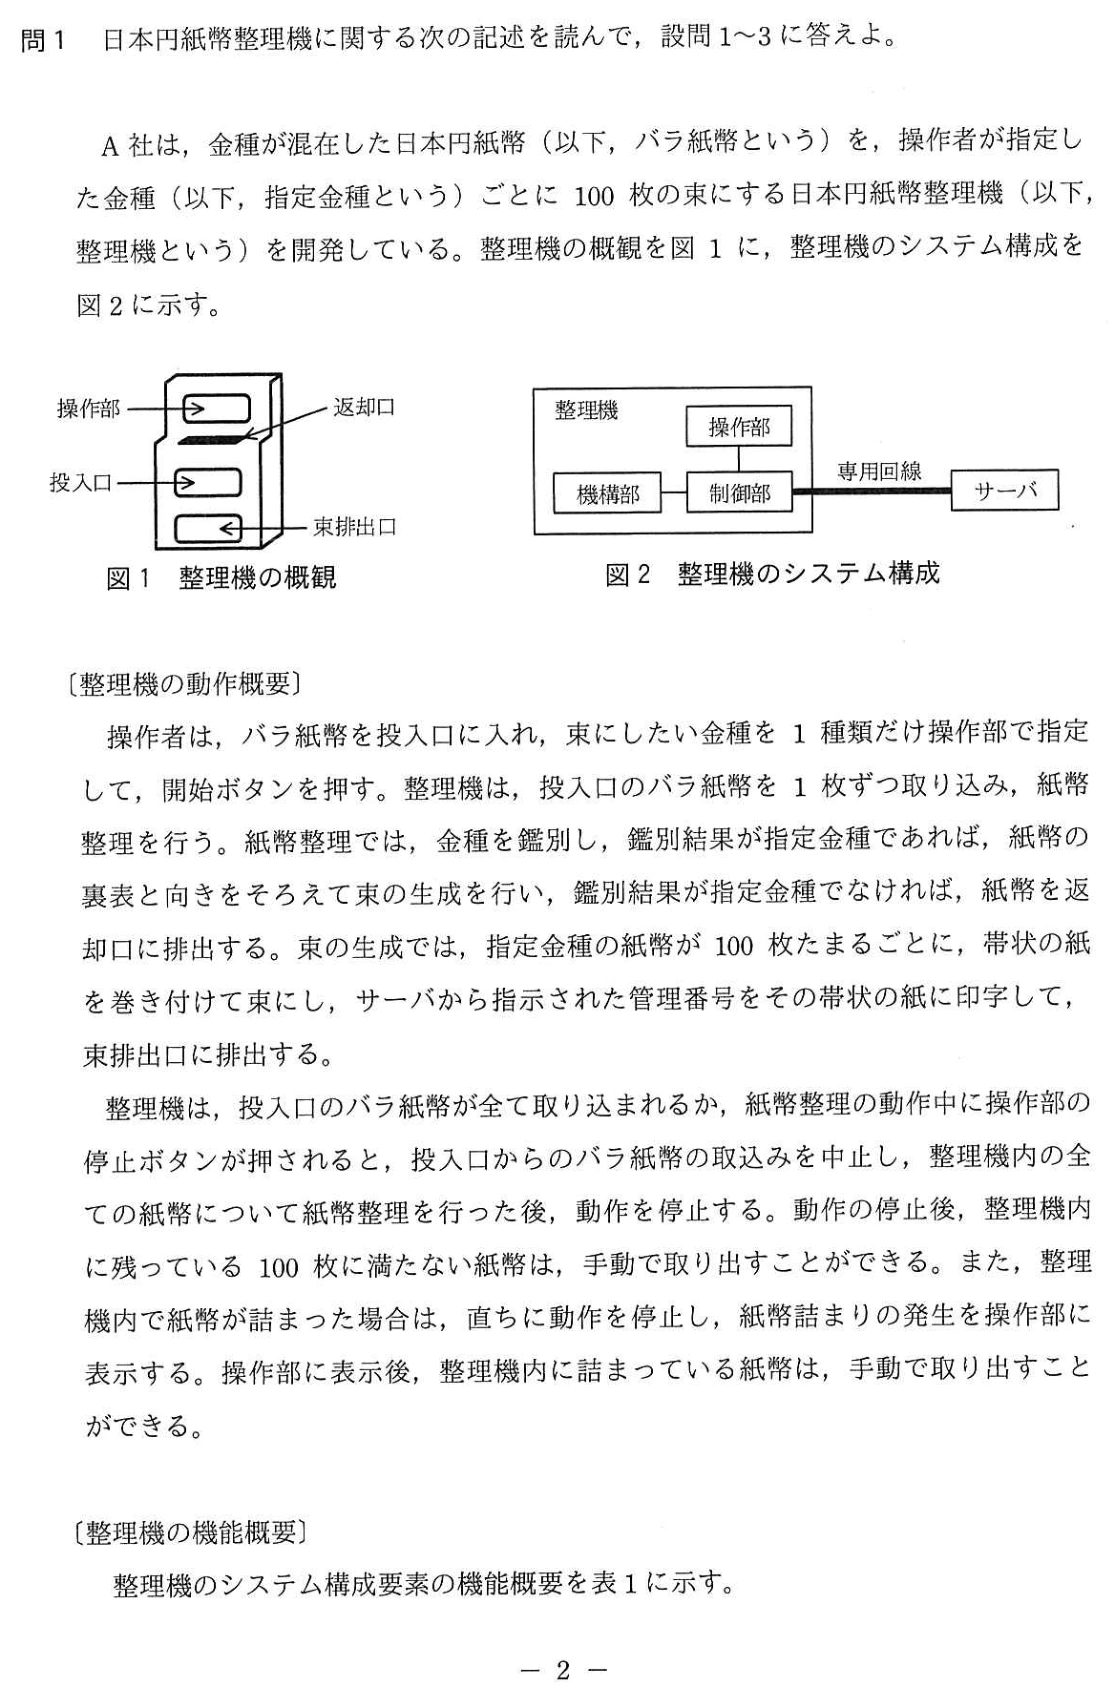 問1 日本円紙幣整理機に関する次の記述を読んで，設問1～3に答えよ。
A 社は，金種が混在した日本円紙幣（以下，バラ紙幣という）を，操作者が指定し
た金種（以下，指定金種という）ごとに 100 枚の束にする日本円紙幣整理機（以下，
整理機という）を開発している。整理機の概観を図 1 に，整理機のシステム構成を
図 2 に示す。
操作部
返却口
投入口
束排出口
図1 整理機の概観
整理機
操作部
機構部
制御部
専用回線
サーバ
図2 整理機のシステム構成
〔整理機の動作概要〕
操作者は，バラ紙幣を投入口に入れ，束にしたい金種を 1 種類だけ操作部で指定
して，開始ボタンを押す。整理機は，投入口のバラ紙幣を 1 枚ずつ取り込み，紙幣
整理を行う。紙幣整理では，金種を鑑別し，鑑別結果が指定金種であれば，紙幣の
裏表と向きをそろえて束の生成を行い，鑑別結果が指定金種でなければ，紙幣を返
却口に排出する。束の生成では，指定金種の紙幣が 100 枚たまるごとに，帯状の紙
を巻き付けて束にし，サーバから指示された管理番号をその帯状の紙に印字して，
束排出口に排出する。
整理機は，投入口のバラ紙幣が全て取り込まれるか，紙幣整理の動作中に操作部の
停止ボタンが押されると，投入口からのバラ紙幣の取込みを中止し，整理機内の全
ての紙幣について紙幣整理を行った後，動作を停止する。動作の停止後，整理機内
に残っている 100 枚に満たない紙幣は，手動で取り出すことができる。また，整理
機内で紙幣が詰まった場合は，直ちに動作を停止し，紙幣詰まりの発生を操作部に
表示する。操作部に表示後，整理機内に詰まっている紙幣は，手動で取り出すこと
ができる。
〔整理機の機能概要〕
整理機のシステム構成要素の機能概要を表 1 に示す。
－ 2 －